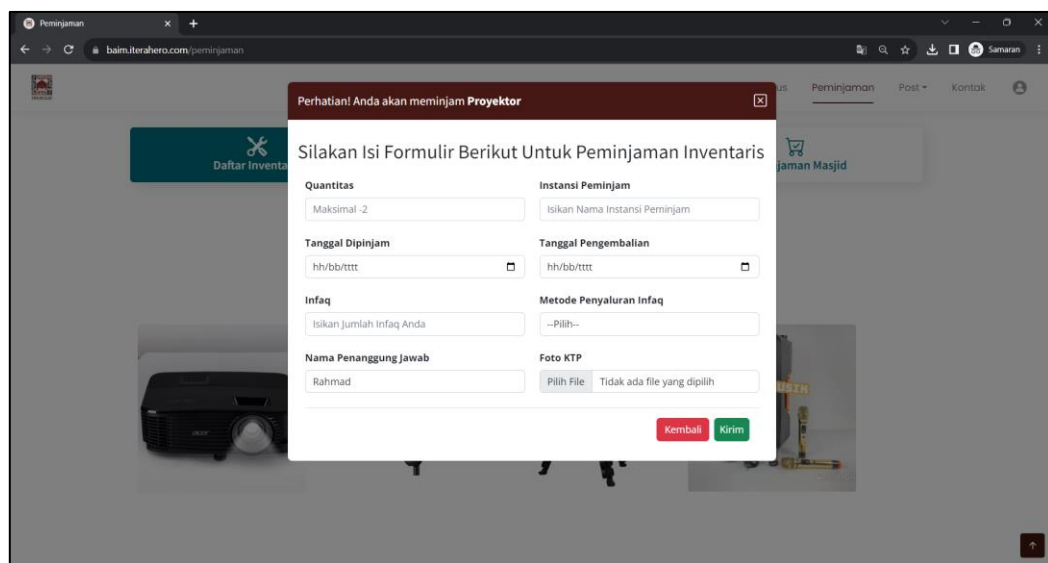 Peminjaman
baim.iterahero.com/peminjaman
Samaran
us Peminjaman Post Kontak
Perhatian! Anda akan meminjam Proyektor
Daftar Inventa
jaman Masjid
Silakan Isi Formulir Berikut Untuk Peminjaman Inventaris
Quantitas Instansi Peminjam
Maksimal -2 Isikan Nama Instansi Peminjam
Tanggal Dipinjam Tanggal Pengembalian
hh/bb/tttt hh/bb/tttt
Infaq Metode Penyaluran Infaq
Isikan Jumlah Infaq Anda --Pilih--
Nama Penanggung Jawab Foto KTP
Rahmad Pilih File Tidak ada file yang dipilih
Kembali Kirim
acer
USIK